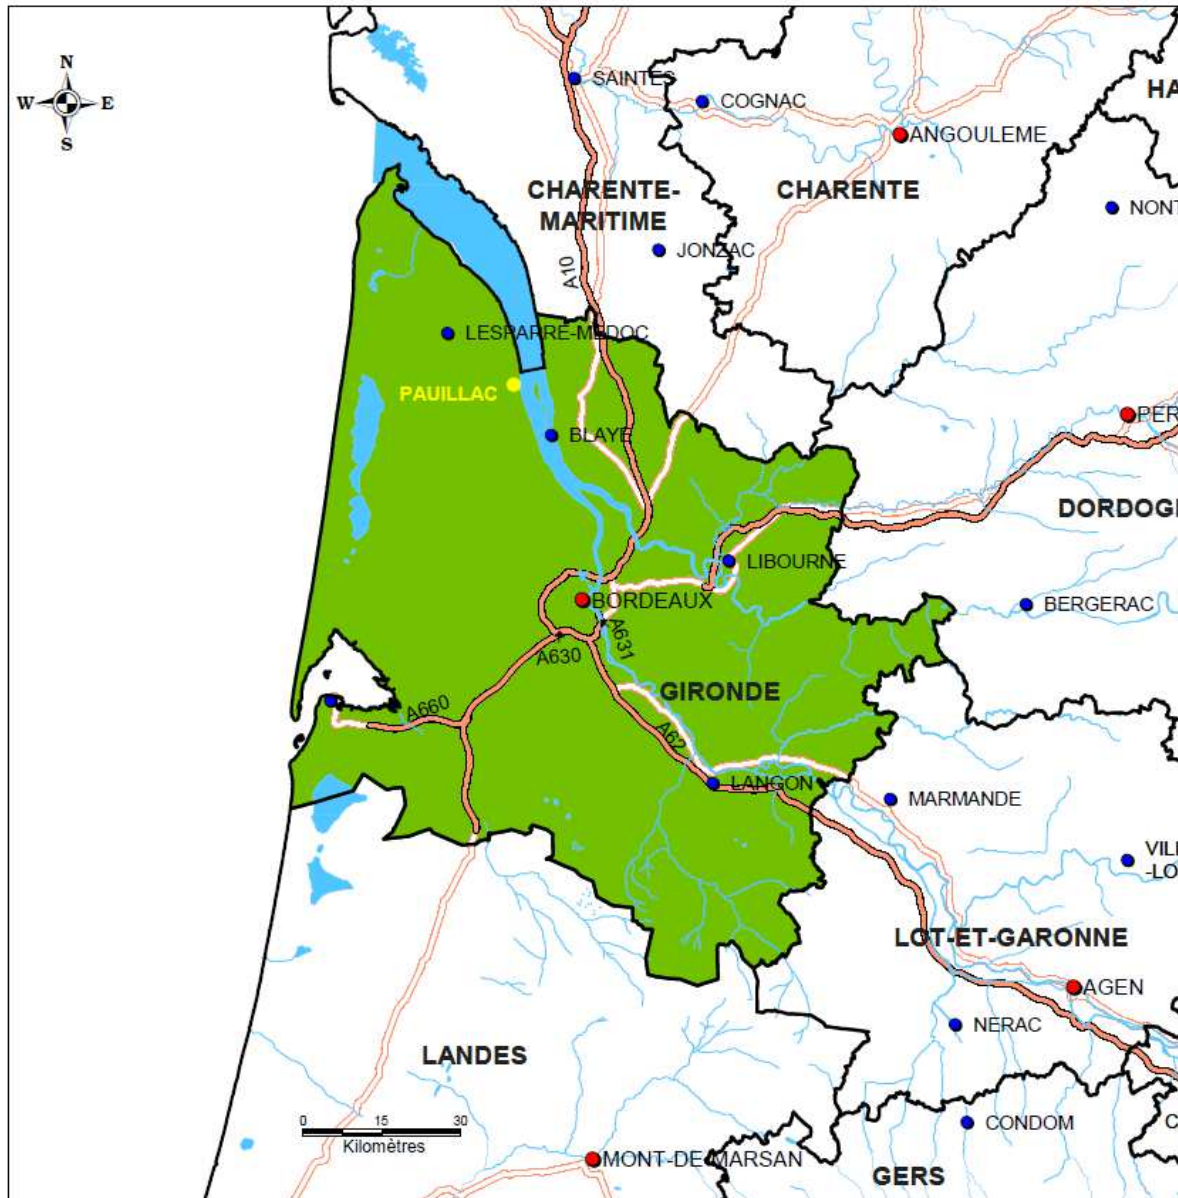 N
W E
S
SAINTES
COGNAC
HA
ANGOULEME
CHARENTE-
MARITIME
CHARENTE
NONT
JONZAC
A10
LESPARRE-MEDOC
PAUILLAC
BLAYE
PER
DORDOG
LIBOURNE
BORDEAUX
BERGERAC
A631
A630
GIRONDE
A660
A62
LANGON
MARMANDE
VILL
-LO
LOT-ET-GARONNE
AGEN
NERAC
LANDES
0 15 30
Kilomètres
CONDOM
C
MONT-DE-MARSAN
GERS